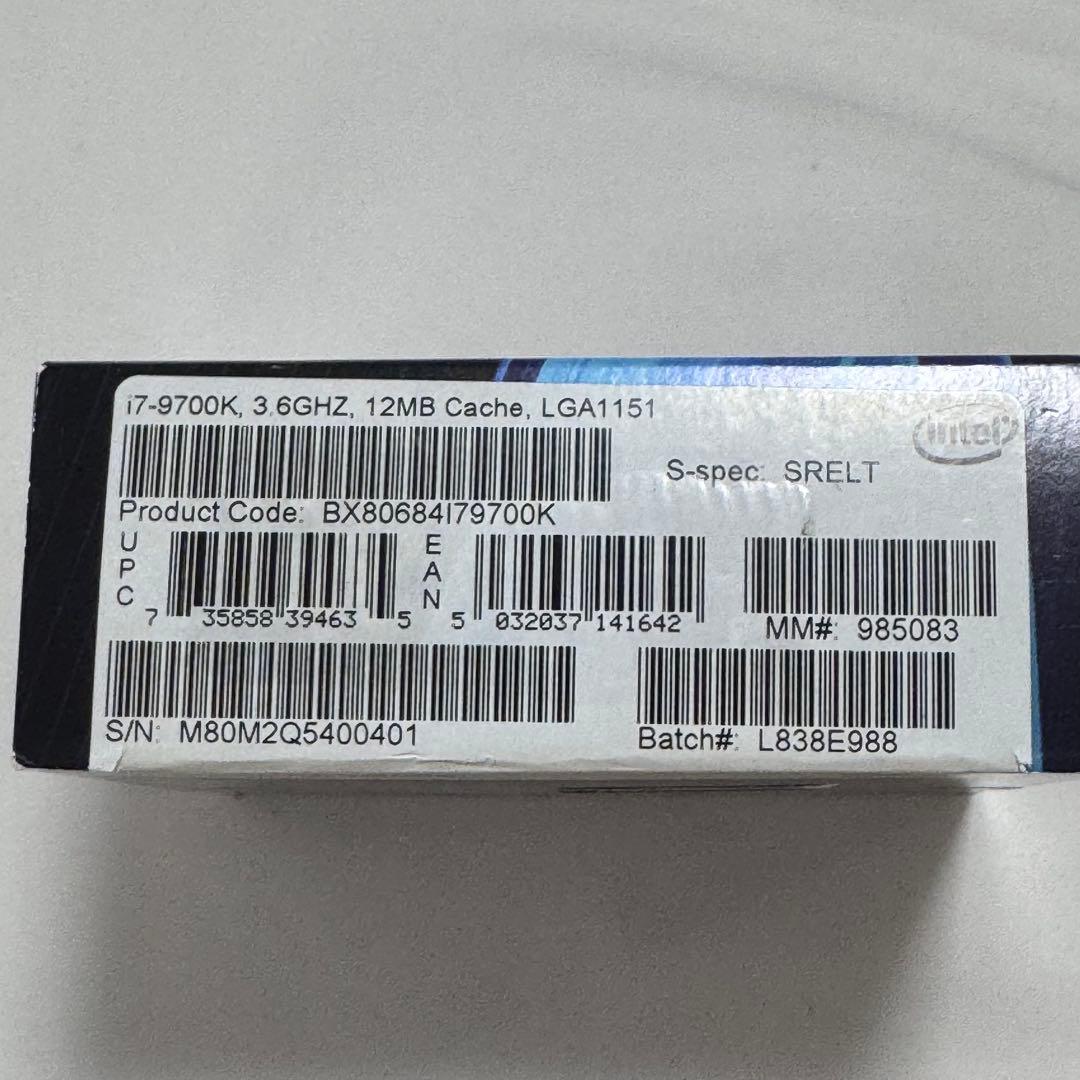 i7-9700K, 3.6GHZ, 12MB Cache, LGA1151
intel
S-spec: SRELT
Product Code: BX80684I79700K
UPC
7 35858 39463 5
EAN
5 032037 141642
MM#: 985083
S/N: M80M2Q5400401
Batch#: L838E988